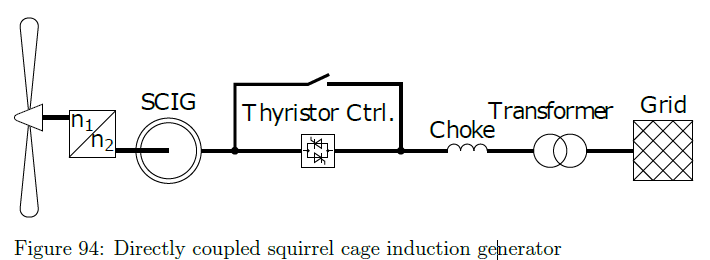 SCIG
Thyristor Ctrl.
Choke
Transformer
Grid
n1
n2
Figure 94: Directly coupled squirrel cage induction generator